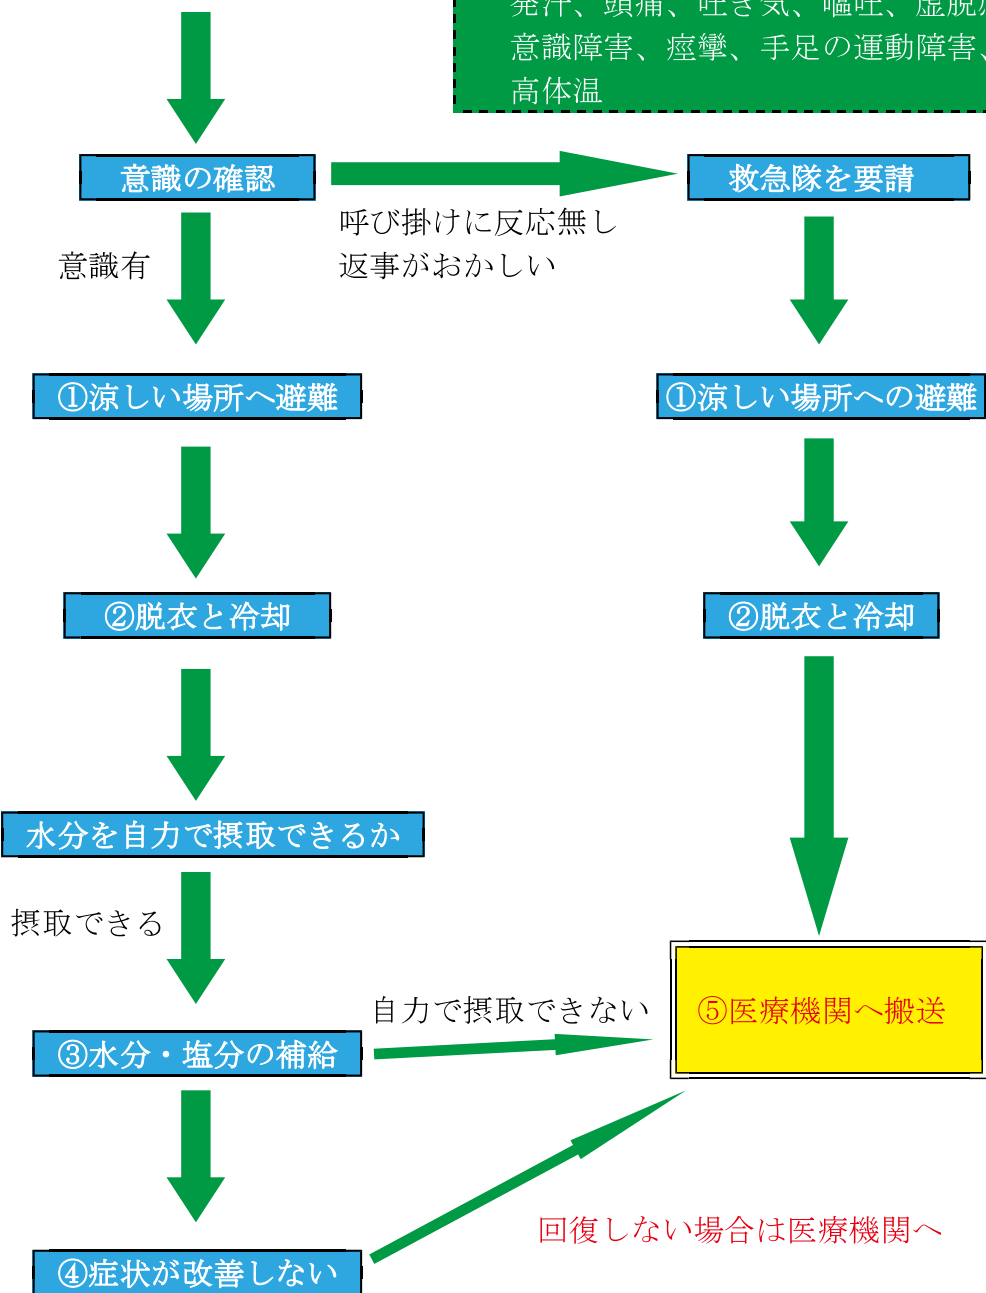 発汗、頭痛、吐き気、嘔吐、虚脱
意識障害、痙攣、手足の運動障害、
高体温
意識の確認
救急隊を要請
呼び掛けに反応無し
返事がおかしい
意識有
①涼しい場所へ避難
①涼しい場所への避難
②脱衣と冷却
②脱衣と冷却
水分を自力で摂取できるか
摂取できる
自力で摂取できない
⑤医療機関へ搬送
③水分・塩分の補給
回復しない場合は医療機関へ
④症状が改善しない